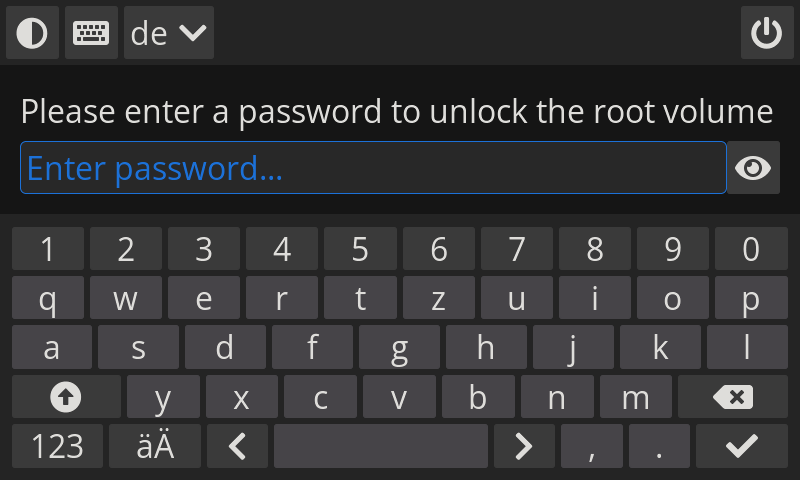 de
Please enter a password to unlock the root volume
Enter password...
1 2 3 4 5 6 7 8 9 0
q w e r t z u i o p
a s d f g h j k l
y x c v b n m
123 äÄ , .